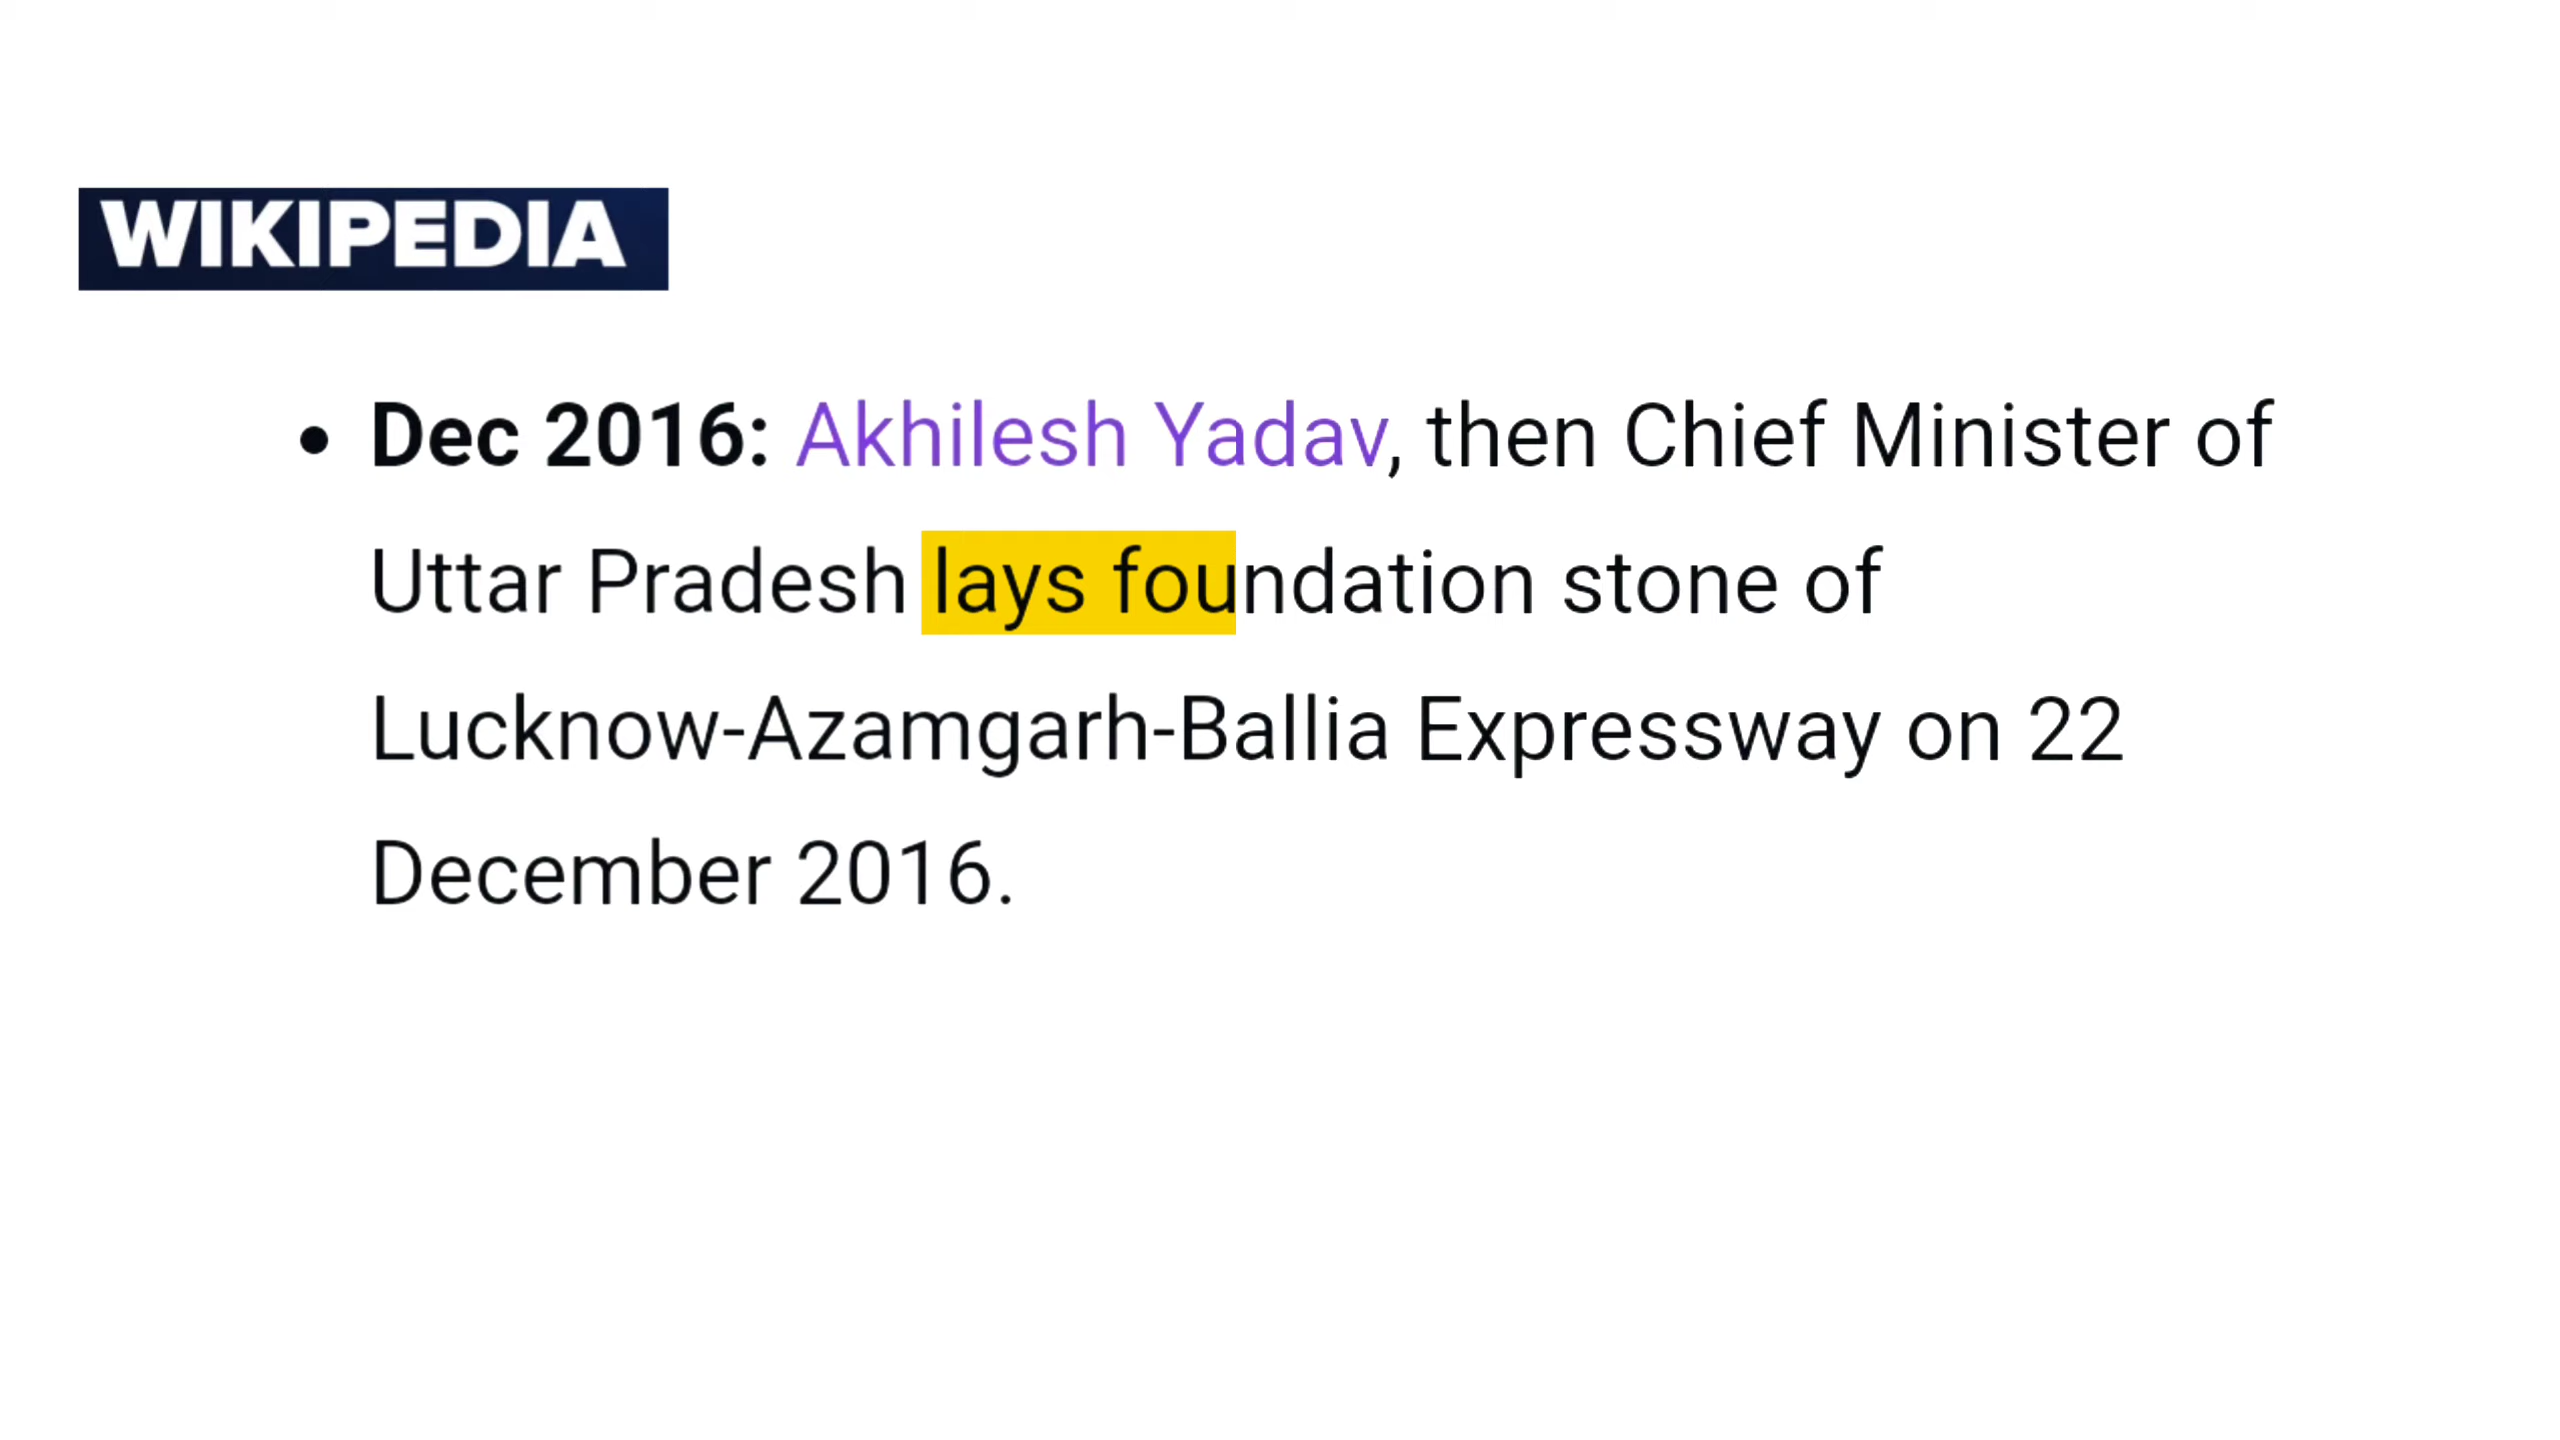 WIKIPEDIA
• Dec 2016: Akhilesh Yadav, then Chief Minister of
Uttar Pradesh lays foundation stone of
Lucknow-Azamgarh-Ballia Expressway on 22
December 2016.